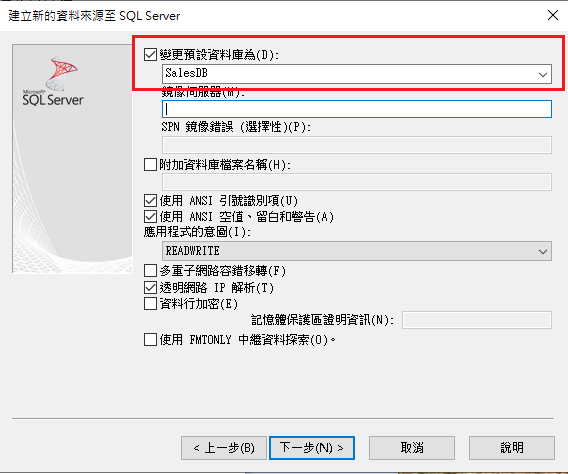 建立新的資料來源至 SQL Server
變更預設資料庫為(D):
SalesDB
鏡像伺服器(M):
SPN 鏡像錯誤 (選擇性)(P):
附加資料庫檔案名稱(H):
使用 ANSI 引號識別項(U)
使用 ANSI 空值、留白和警告(A)
應用程式的意圖(I):
READWRITE
多重子網路容錯移轉(F)
透明網路 IP 解析(T)
資料行加密(E)
記憶體保護區證明資訊(N):
使用 FMTONLY 中繼資料探索(O)。
Microsoft
SQL Server
< 上一步(B)
下一步(N) >
取消
說明